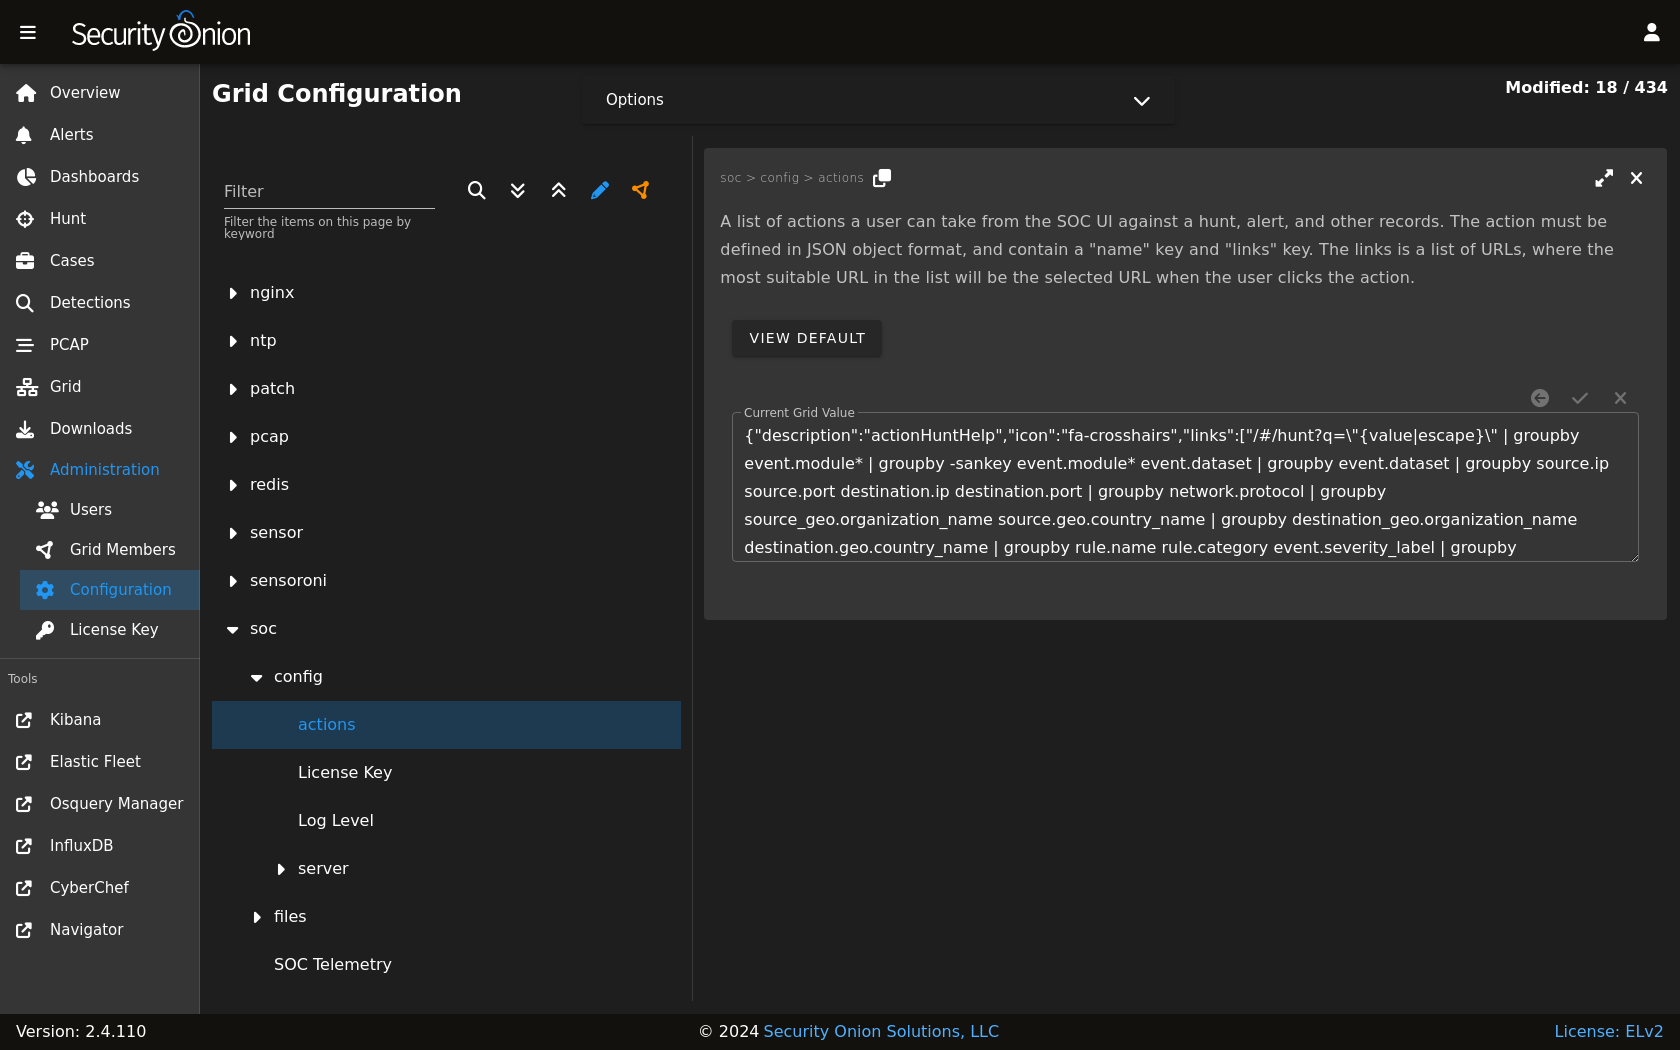 Security Onion
Overview
Alerts
Dashboards
Hunt
Cases
Detections
PCAP
Grid
Downloads
Administration
Users
Grid Members
Configuration
License Key
Tools
Kibana
Elastic Fleet
Osquery Manager
InfluxDB
CyberChef
Navigator
Grid Configuration
Options
Modified: 18 / 434
Filter
Filter the items on this page by
keyword
nginx
ntp
patch
pcap
redis
sensor
sensoroni
soc
config
actions
License Key
Log Level
server
files
SOC Telemetry
soc > config > actions
A list of actions a user can take from the SOC UI against a hunt, alert, and other records. The action must be
defined in JSON object format, and contain a "name" key and "links" key. The links is a list of URLs, where the
most suitable URL in the list will be the selected URL when the user clicks the action.
VIEW DEFAULT
Current Grid Value
{"description":"actionHuntHelp","icon":"fa-crosshairs","links":["/#/hunt?q=\"{value|escape}\" | groupby
event.module* | groupby -sankey event.module* event.dataset | groupby event.dataset | groupby source.ip
source.port destination.ip destination.port | groupby network.protocol | groupby
source_geo.organization_name source.geo.country_name | groupby destination_geo.organization_name
destination.geo.country_name | groupby rule.name rule.category event.severity_label | groupby
Version: 2.4.110
© 2024 Security Onion Solutions, LLC
License: ELv2